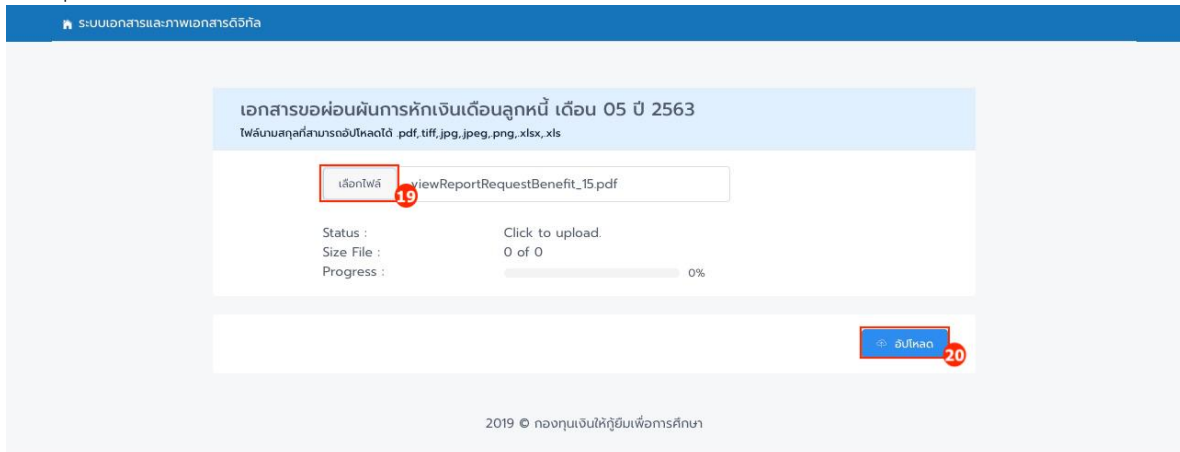 ระบบเอกสารและภาพเอกสารดิจิทัล
เอกสารขอผ่อนผันการหักเงินเดือนลูกหนี้ เดือน 05 ปี 2563
ไฟล์นามสกุลที่สามารถอัปโหลดได้ .pdf,.tiff,.jpg,.jpeg,.png,.xlsx,.xls
เลือกไฟล์ viewReportRequestBenefit_15.pdf
19
Status : Click to upload.
Size File : 0 of 0
Progress : 0%
อัปโหลด
20
2019 © กองทุนเงินให้กู้ยืมเพื่อการศึกษา